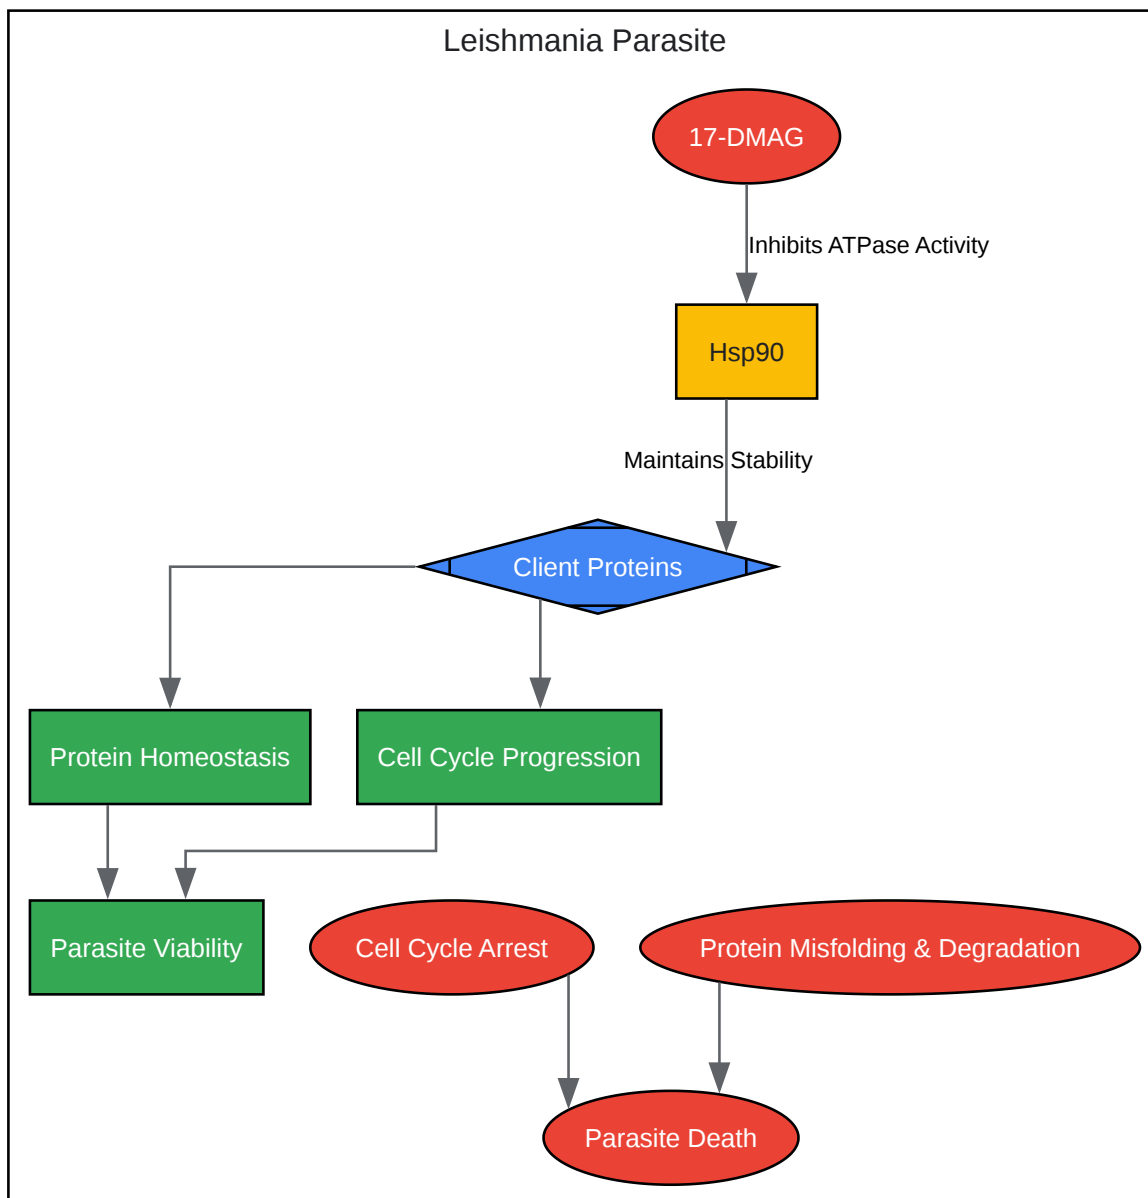 Leishmania Parasite
17-DMAG
Inhibits ATPase Activity
Hsp90
Maintains Stability
Client Proteins
Protein Homeostasis
Cell Cycle Progression
Parasite Viability
Cell Cycle Arrest
Protein Misfolding & Degradation
Parasite Death